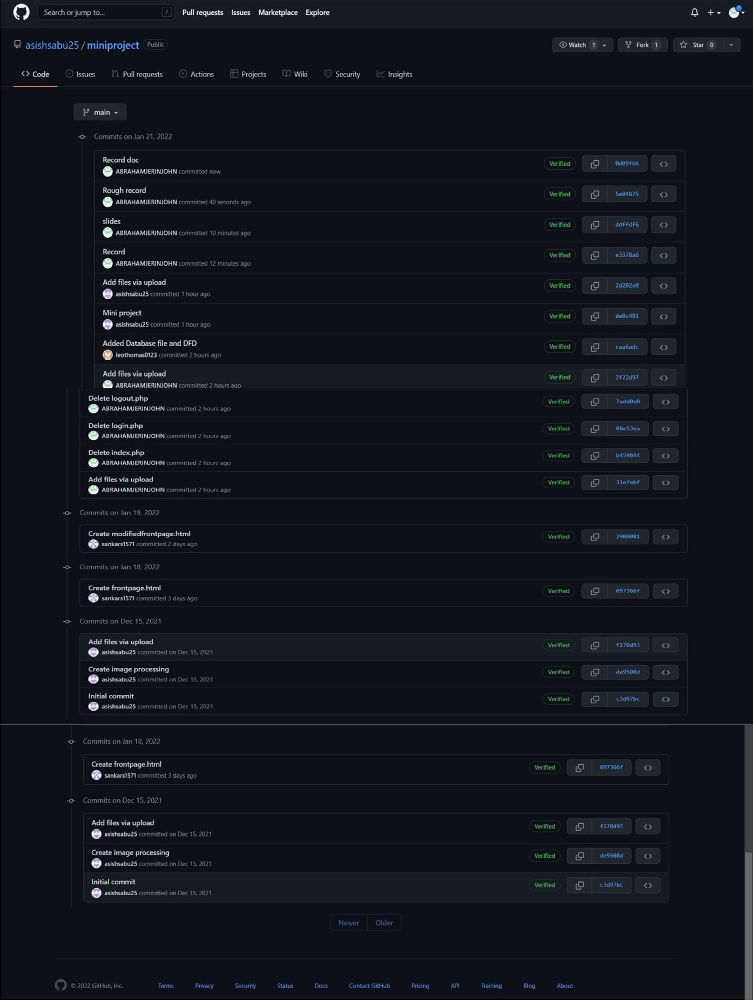 Search or jump to... /
Pull requests Issues Marketplace Explore
asishsabu25 / miniproject Public
Watch 1 Fork 1 Star 0
Code Issues Pull requests Actions Projects Wiki Security Insights
main
Commits on Jan 21, 2022
Record doc
ABRAHAMJERINJOHN committed now
Verified 0d09fb6
Rough record
ABRAHAMJERINJOHN committed 40 seconds ago
Verified 5e04875
slides
ABRAHAMJERINJOHN committed 10 minutes ago
Verified ddffdf6
Record
ABRAHAMJERINJOHN committed 12 minutes ago
Verified e3378a6
Add files via upload
asishsabu25 committed 1 hour ago
Verified 2d202e0
Mini project
asishsabu25 committed 1 hour ago
Verified de0c481
Added Database file and DFD
leothomas0123 committed 2 hours ago
Verified caa6adc
Add files via upload
ABRAHAMJERINJOHN committed 2 hours ago
Verified 2f22d97
Delete logout.php
ABRAHAMJERINJOHN committed 2 hours ago
Verified 7add0e0
Delete login.php
ABRAHAMJERINJOHN committed 2 hours ago
Verified 08e53ea
Delete index.php
ABRAHAMJERINJOHN committed 2 hours ago
Verified b459844
Add files via upload
ABRAHAMJERINJOHN committed 2 hours ago
Verified 31efebf
Commits on Jan 19, 2022
Create modifiedfrontpage.html
sankars1571 committed 2 days ago
Verified 2900081
Commits on Jan 18, 2022
Create frontpage.html
sankars1571 committed 3 days ago
Verified 097366f
Commits on Dec 15, 2021
Add files via upload
asishsabu25 committed on Dec 15, 2021
Verified f270d93
Create image processing
asishsabu25 committed on Dec 15, 2021
Verified de9508d
Initial commit
asishsabu25 committed on Dec 15, 2021
Verified c3d97bc
Commits on Jan 18, 2022
Create frontpage.html
sankars1571 committed 3 days ago
Verified 097366f
Commits on Dec 15, 2021
Add files via upload
asishsabu25 committed on Dec 15, 2021
Verified f270d93
Create image processing
asishsabu25 committed on Dec 15, 2021
Verified de9508d
Initial commit
asishsabu25 committed on Dec 15, 2021
Verified c3d97bc
Newer Older
© 2022 GitHub, Inc. Terms Privacy Security Status Docs Contact GitHub Pricing API Training Blog About